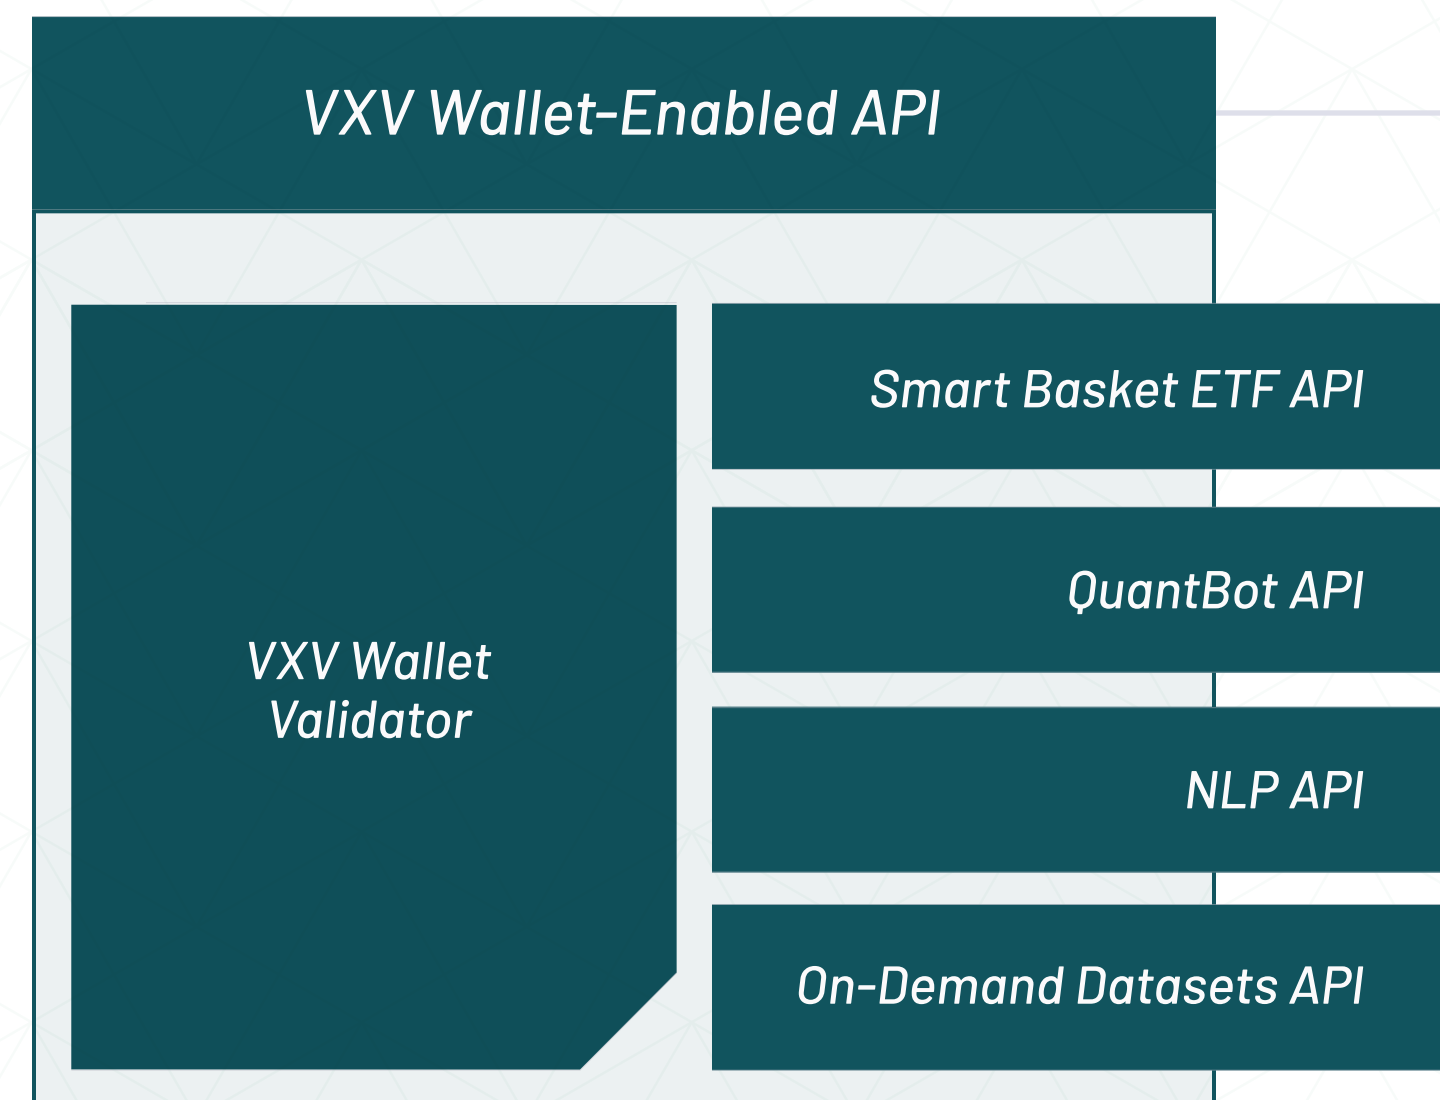 VXV Wallet-Enabled API
VXV Wallet
Validator
Smart Basket ETF API
QuantBot API
NLP API
On-Demand Datasets API